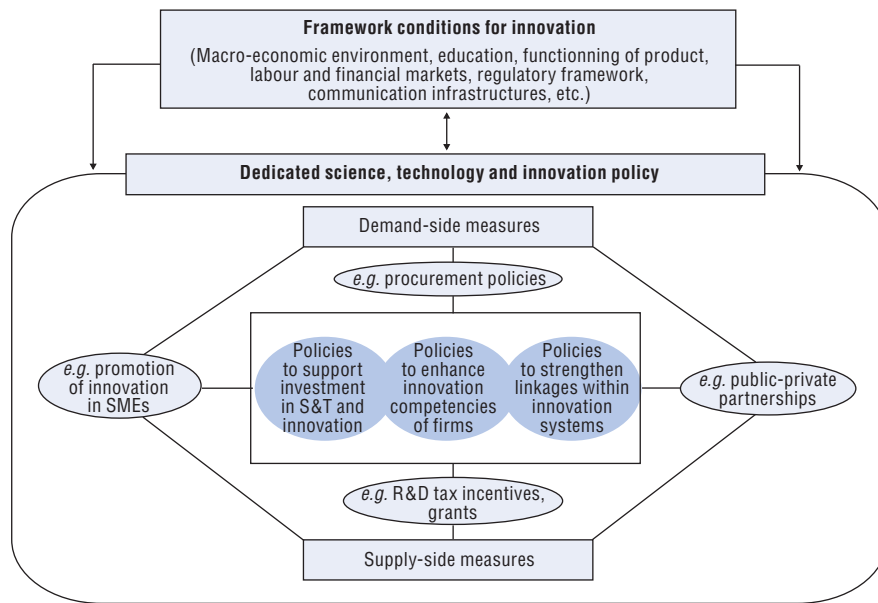 Framework conditions for innovation
(Macro-economic environment, education, functionning of product,
labour and financial markets, regulatory framework,
communication infrastructures, etc.)
Dedicated science, technology and innovation policy
Demand-side measures
e.g. procurement policies
e.g. promotion
of innovation
in SMEs
Policies
to support
investment
in S&T and
innovation
Policies
to enhance
innovation
competencies
of firms
Policies
to strengthen
linkages within
innovation
systems
e.g. public-private
partnerships
e.g. R&D tax incentives,
grants
Supply-side measures